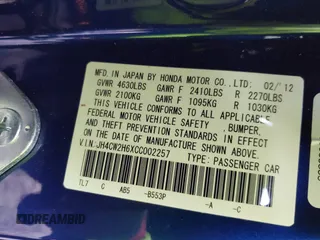 MFD. IN JAPAN BY HONDA MOTOR CO., LTD. 02/'12
GVWR 4630LBS GAWR F 2410LBS R 2270LBS
GVWR 2100KG GAWR F 1095KG R 1030KG
THIS VEHICLE CONFORMS TO ALL APPLICABLE
FEDERAL MOTOR VEHICLE SAFETY, BUMPER,
AND THEFT PREVENTION STANDARDS IN EFFECT
ON THE DATE OF MANUFACTURE SHOWN ABOVE.
V.I.N: JH4CW2H6XCC002257 TYPE: PASSENGER CAR
TL7 C AB5 -B553P -A -C
DREAMBID